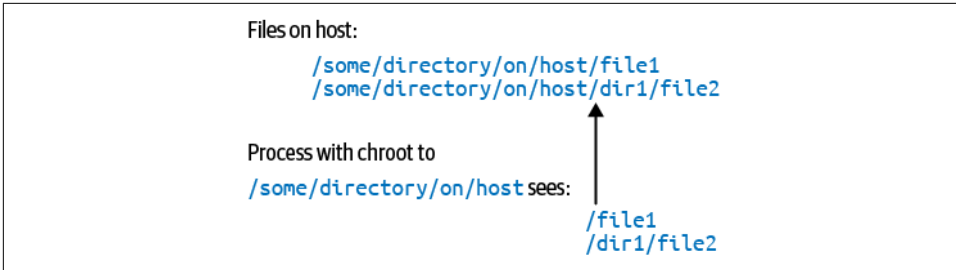 Files on host:
/some/directory/on/host/file1
/some/directory/on/host/dir1/file2
Process with chroot to
/some/directory/on/host sees:
/file1
/dir1/file2